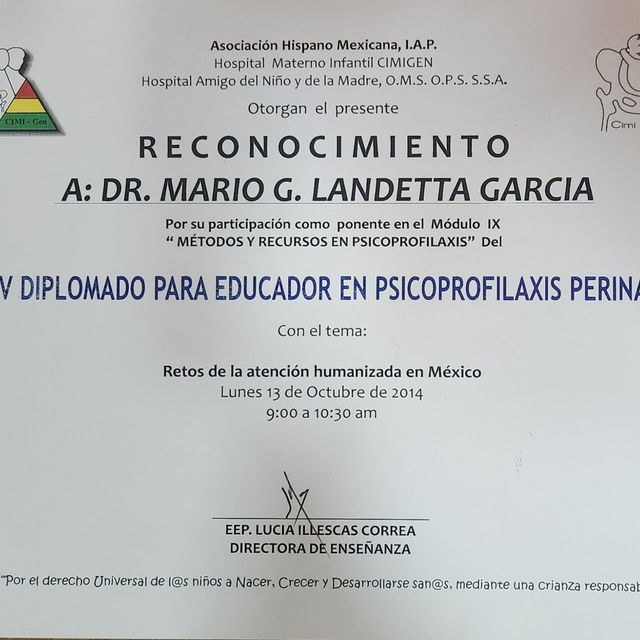 Asociación Hispano Mexicana, I.A.P.
Hospital Materno Infantil CIMIGEN
Hospital Amigo del Niño y de la Madre, O.M.S. O.P.S. S.S.A.
CIMI - Gen
Cimi
Otorgan el presente
RECONOCIMIENTO
A: DR. MARIO G. LANDETTA GARCIA
Por su participación como ponente en el Módulo IX
“ MÉTODOS Y RECURSOS EN PSICOPROFILAXIS” Del
V DIPLOMADO PARA EDUCADOR EN PSICOPROFILAXIS PERINA
Con el tema:
Retos de la atención humanizada en México
Lunes 13 de Octubre de 2014
9:00 a 10:30 am
EEP. LUCIA ILLESCAS CORREA
DIRECTORA DE ENSEÑANZA
“Por el derecho Universal de l@s niños a Nacer, Crecer y Desarrollarse san@s, mediante una crianza responsab